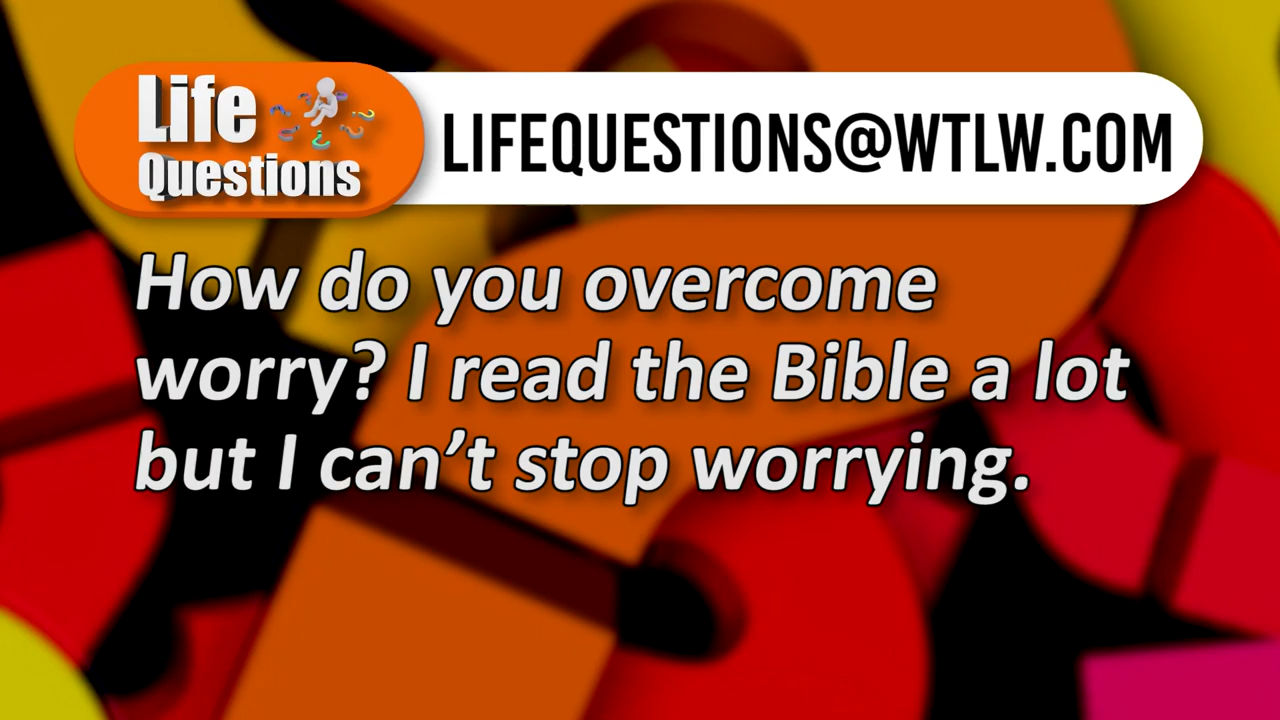 Life
Questions
LIFEQUESTIONS@WTLW.COM
How do you overcome
worry? I read the Bible a lot
but I can’t stop worrying.